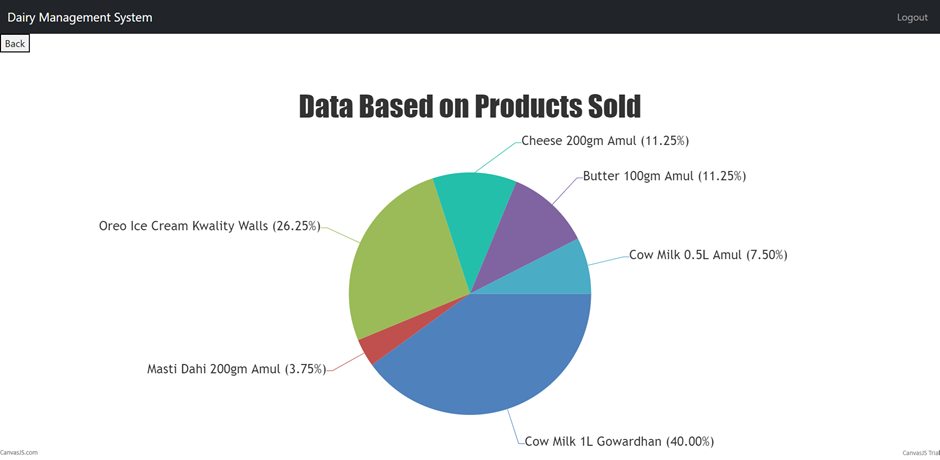 Dairy Management System
Logout
Back
Data Based on Products Sold
Cheese 200gm Amul (11.25%)
Butter 100gm Amul (11.25%)
Oreo Ice Cream Kwality Walls (26.25%)
Cow Milk 0.5L Amul (7.50%)
Masti Dahi 200gm Amul (3.75%)
Cow Milk 1L Gowardhan (40.00%)
CanvasJS.com
CanvasJS Trial